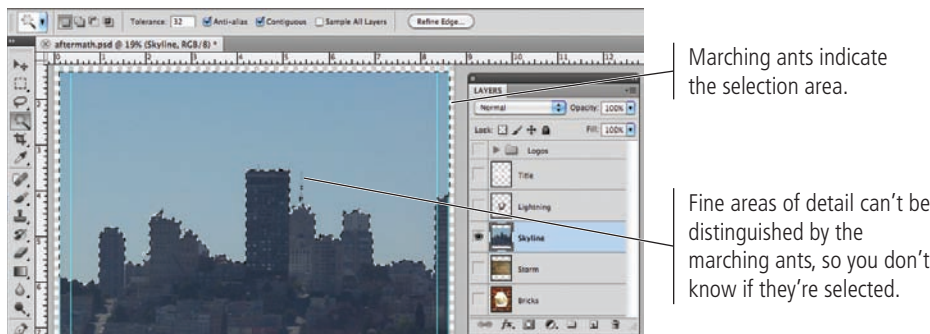 Tolerance: 32 Anti-alias Contiguous Sample All Layers Refine Edge...
aftermath.psd @ 19% (Skyline, RGB/8) *
LAYERS
Normal Opacity: 100%
Lock: Fill: 100%
Logos
Title
Lightning
Skyline
Storm
Bricks
Marching ants indicate
the selection area.
Fine areas of detail can't be
distinguished by the
marching ants, so you don't
know if they're selected.